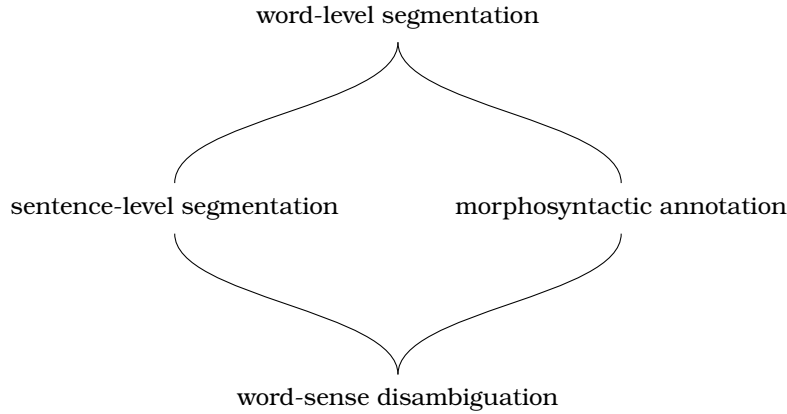 word-level segmentation
sentence-level segmentation
morphosyntactic annotation
word-sense disambiguation